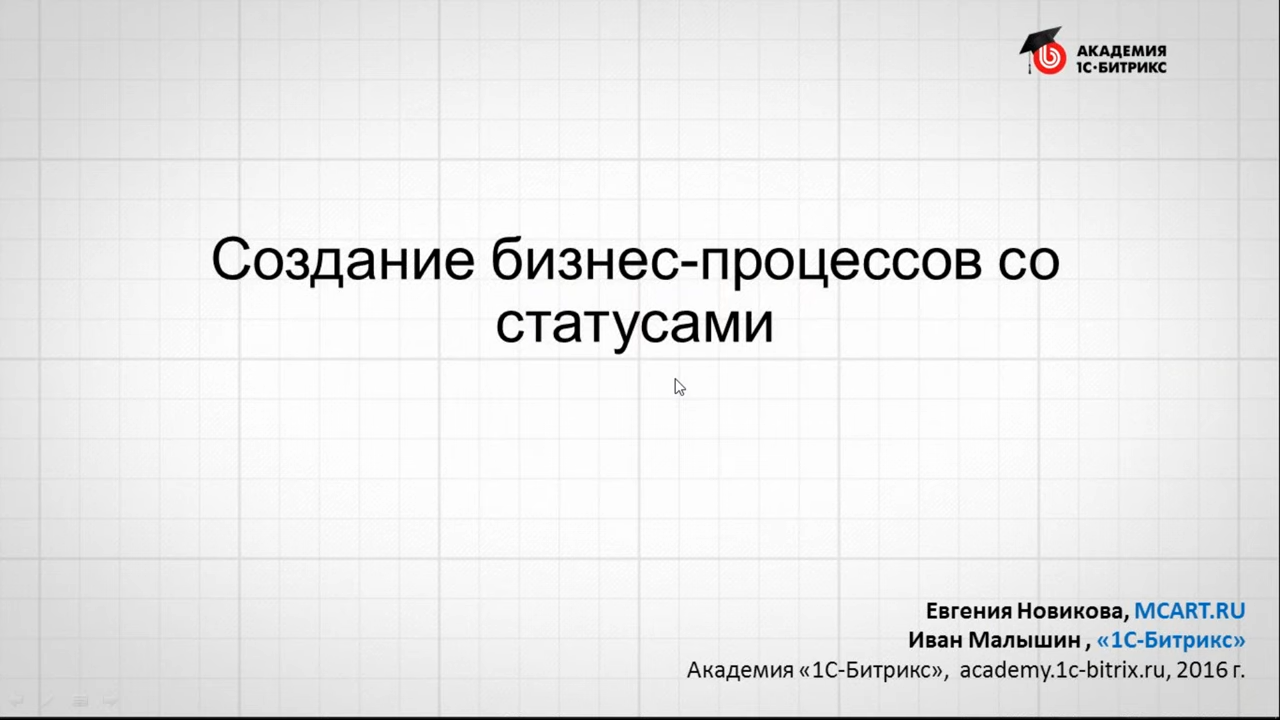 АКАДЕМИЯ
1С·БИТРИКС
Создание бизнес-процессов со
статусами
Евгения Новикова, MCART.RU
Иван Малышин , «1С-Битрикс»
Академия «1С-Битрикс», academy.1c-bitrix.ru, 2016 г.